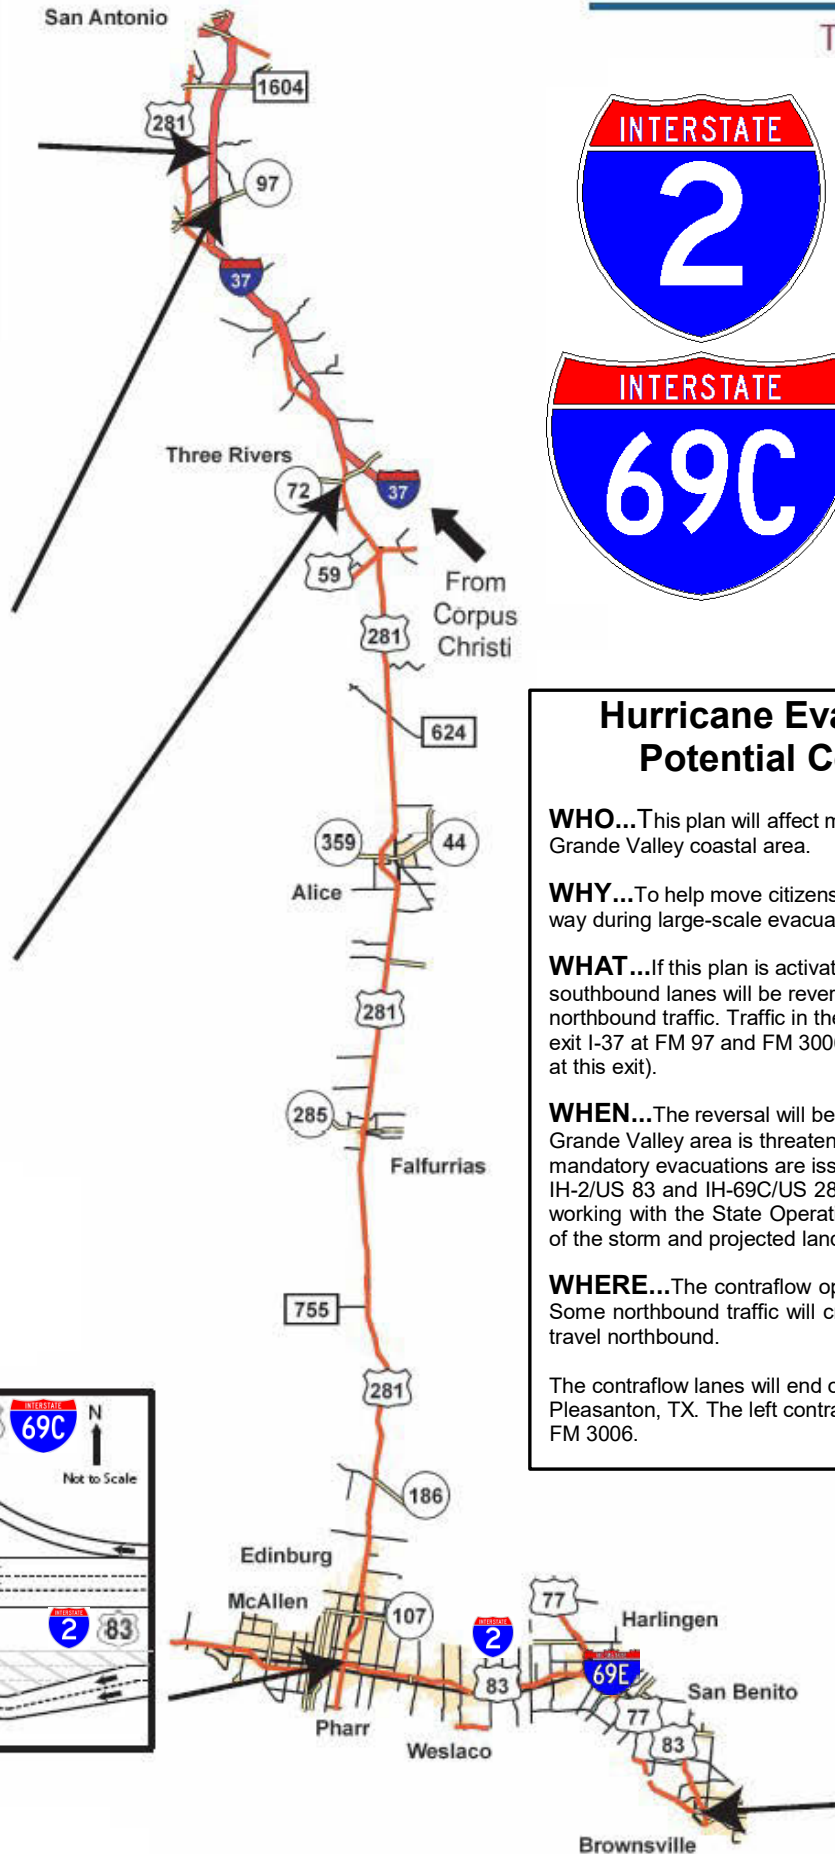 San Antonio
T
1604
281
97
37
INTERSTATE
2
INTERSTATE
69C
Three Rivers
72
37
59
From
Corpus
Christi
281
624
359
44
Alice
281
285
Falfurrias
755
281
186
Edinburg
McAllen
107
INTERSTATE
2
83
77
Harlingen
69E
San Benito
77
83
Pharr
Weslaco
Brownsville
Hurricane Eva
Potential Co
WHO...This plan will affect m
Grande Valley coastal area.
WHY...To help move citizens
way during large-scale evacua
WHAT...If this plan is activat
southbound lanes will be rever
northbound traffic. Traffic in the
exit I-37 at FM 97 and FM 3006
at this exit).
WHEN...The reversal will be
Grande Valley area is threaten
mandatory evacuations are iss
IH-2/US 83 and IH-69C/US 28
working with the State Operati
of the storm and projected land
WHERE...The contraflow op
Some northbound traffic will c
travel northbound.
The contraflow lanes will end o
Pleasanton, TX. The left contra
FM 3006.
INTERSTATE
69C
N
Not to Scale
INTERSTATE
2
83